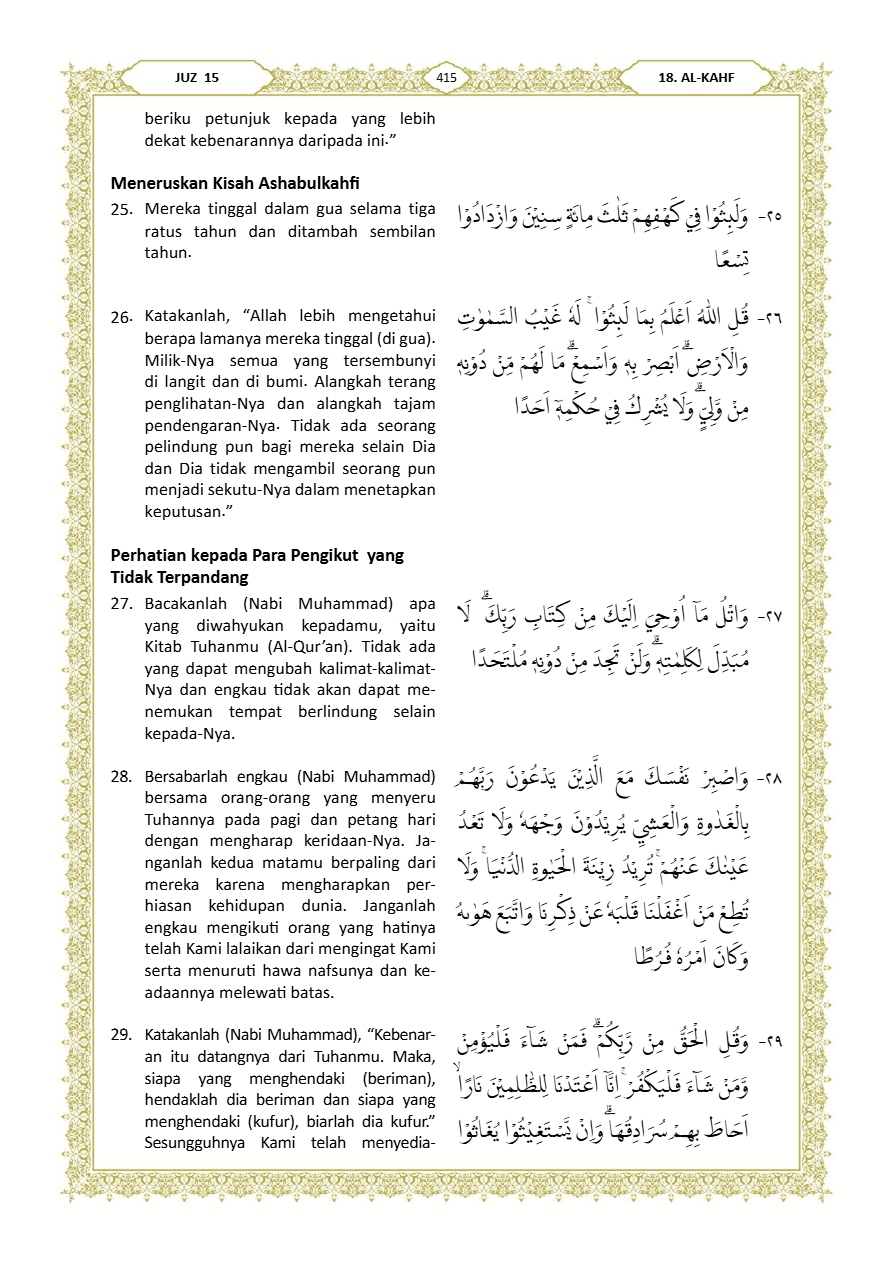 JUZ 15
415
18. AL-KAHF
beriku petunjuk kepada yang lebih
dekat kebenarannya daripada ini.”
Meneruskan Kisah Ashabulkahfi
25. Mereka tinggal dalam gua selama tiga
ratus tahun dan ditambah sembilan
tahun.
٢٥- وَلَبِثُوْا فِيْ كَهْفِهِمْ ثَلٰثَ مِائَةٍ سِنِيْنَ وَازْدَادُوْا
تِسْعًا
26. Katakanlah, “Allah lebih mengetahui
berapa lamanya mereka tinggal (di gua).
Milik-Nya semua yang tersembunyi
di langit dan di bumi. Alangkah terang
penglihatan-Nya dan alangkah tajam
pendengaran-Nya. Tidak ada seorang
pelindung pun bagi mereka selain Dia
dan Dia tidak mengambil seorang pun
menjadi sekutu-Nya dalam menetapkan
keputusan.”
٢٦- قُلِ اللّٰهُ اَعْلَمُ بِمَا لَبِثُوْا ۚ لَهٗ غَيْبُ السَّمٰوٰتِ
وَالْاَرْضِۗ اَبْصِرْ بِهٖ وَاَسْمِعْۗ مَا لَهُمْ مِّنْ دُوْنِهٖ
مِنْ وَّلِيٍّۗ وَلَا يُشْرِكُ فِيْ حُكْمِهٖٓ اَحَدًا
Perhatian kepada Para Pengikut yang
Tidak Terpandang
27. Bacakanlah (Nabi Muhammad) apa
yang diwahyukan kepadamu, yaitu
Kitab Tuhanmu (Al-Qur’an). Tidak ada
yang dapat mengubah kalimat-kalimat-
Nya dan engkau tidak akan dapat me-
nemukan tempat berlindung selain
kepada-Nya.
٢٧- وَاتْلُ مَآ اُوْحِيَ اِلَيْكَ مِنْ كِتَابِ رَبِّكَۗ لَا
مُبَدِّلَ لِكَلِمٰتِهٖۗ وَلَنْ تَجِدَ مِنْ دُوْنِهٖ مُلْتَحَدًا
28. Bersabarlah engkau (Nabi Muhammad)
bersama orang-orang yang menyeru
Tuhannya pada pagi dan petang hari
dengan mengharap keridaan-Nya. Ja-
nganlah kedua matamu berpaling dari
mereka karena mengharapkan per-
hiasan kehidupan dunia. Janganlah
engkau mengikuti orang yang hatinya
telah Kami lalaikan dari mengingat Kami
serta menuruti hawa nafsunya dan ke-
adaannya melewati batas.
٢٨- وَاصْبِرْ نَفْسَكَ مَعَ الَّذِيْنَ يَدْعُوْنَ رَبَّهُمْ
بِالْغَدٰوةِ وَالْعَشِيِّ يُرِيْدُوْنَ وَجْهَهٗ وَلَا تَعْدُ
عَيْنٰكَ عَنْهُمْۚ تُرِيْدُ زِيْنَةَ الْحَيٰوةِ الدُّنْيَاۚ وَلَا
تُطِعْ مَنْ اَغْفَلْنَا قَلْبَهٗ عَنْ ذِكْرِنَا وَاتَّبَعَ هَوٰىهُ
وَكَانَ اَمْرُهٗ فُرُطًا
29. Katakanlah (Nabi Muhammad), “Kebenar-
an itu datangnya dari Tuhanmu. Maka,
siapa yang menghendaki (beriman),
hendaklah dia beriman dan siapa yang
menghendaki (kufur), biarlah dia kufur.”
Sesungguhnya Kami telah menyedia-
٢٩- وَقُلِ الْحَقُّ مِنْ رَّبِّكُمْۗ فَمَنْ شَاۤءَ فَلْيُؤْمِنْ
وَّمَنْ شَاۤءَ فَلْيَكْفُرْۚ اِنَّآ اَعْتَدْنَا لِلظّٰلِمِيْنَ نَارًاۙ
اَحَاطَ بِهِمْ سُرَادِقُهَاۗ وَاِنْ يَّسْتَغِيْثُوْا يُغَاثُوْا